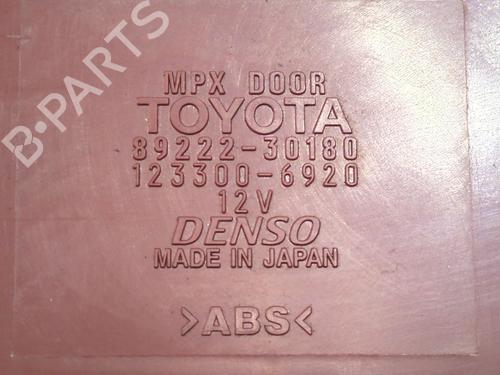 B·PARTS
MPX DOOR
TOYOTA
89222-30180
123300-6920
12V
DENSO
MADE IN JAPAN
>ABS<